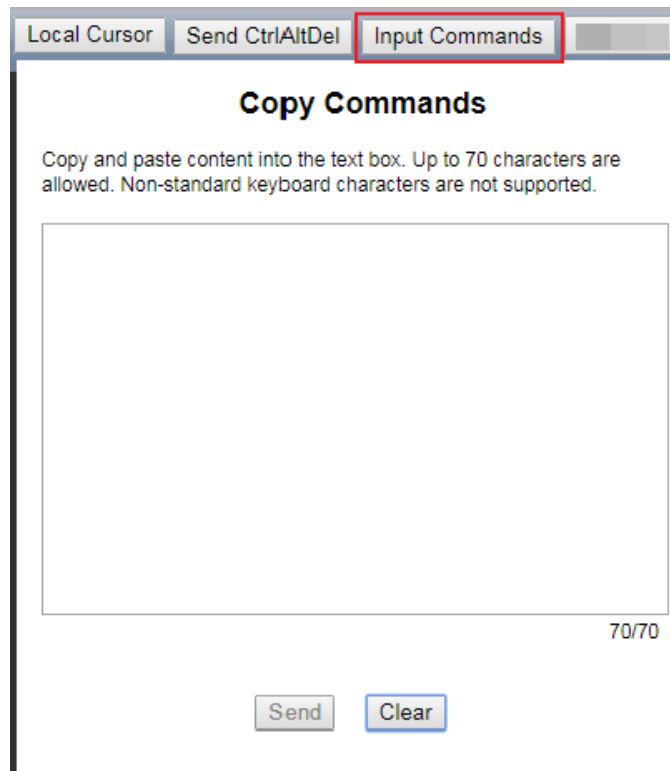 Local Cursor Send CtrlAltDel Input Commands
Copy Commands
Copy and paste content into the text box. Up to 70 characters are
allowed. Non-standard keyboard characters are not supported.
70/70
Send Clear